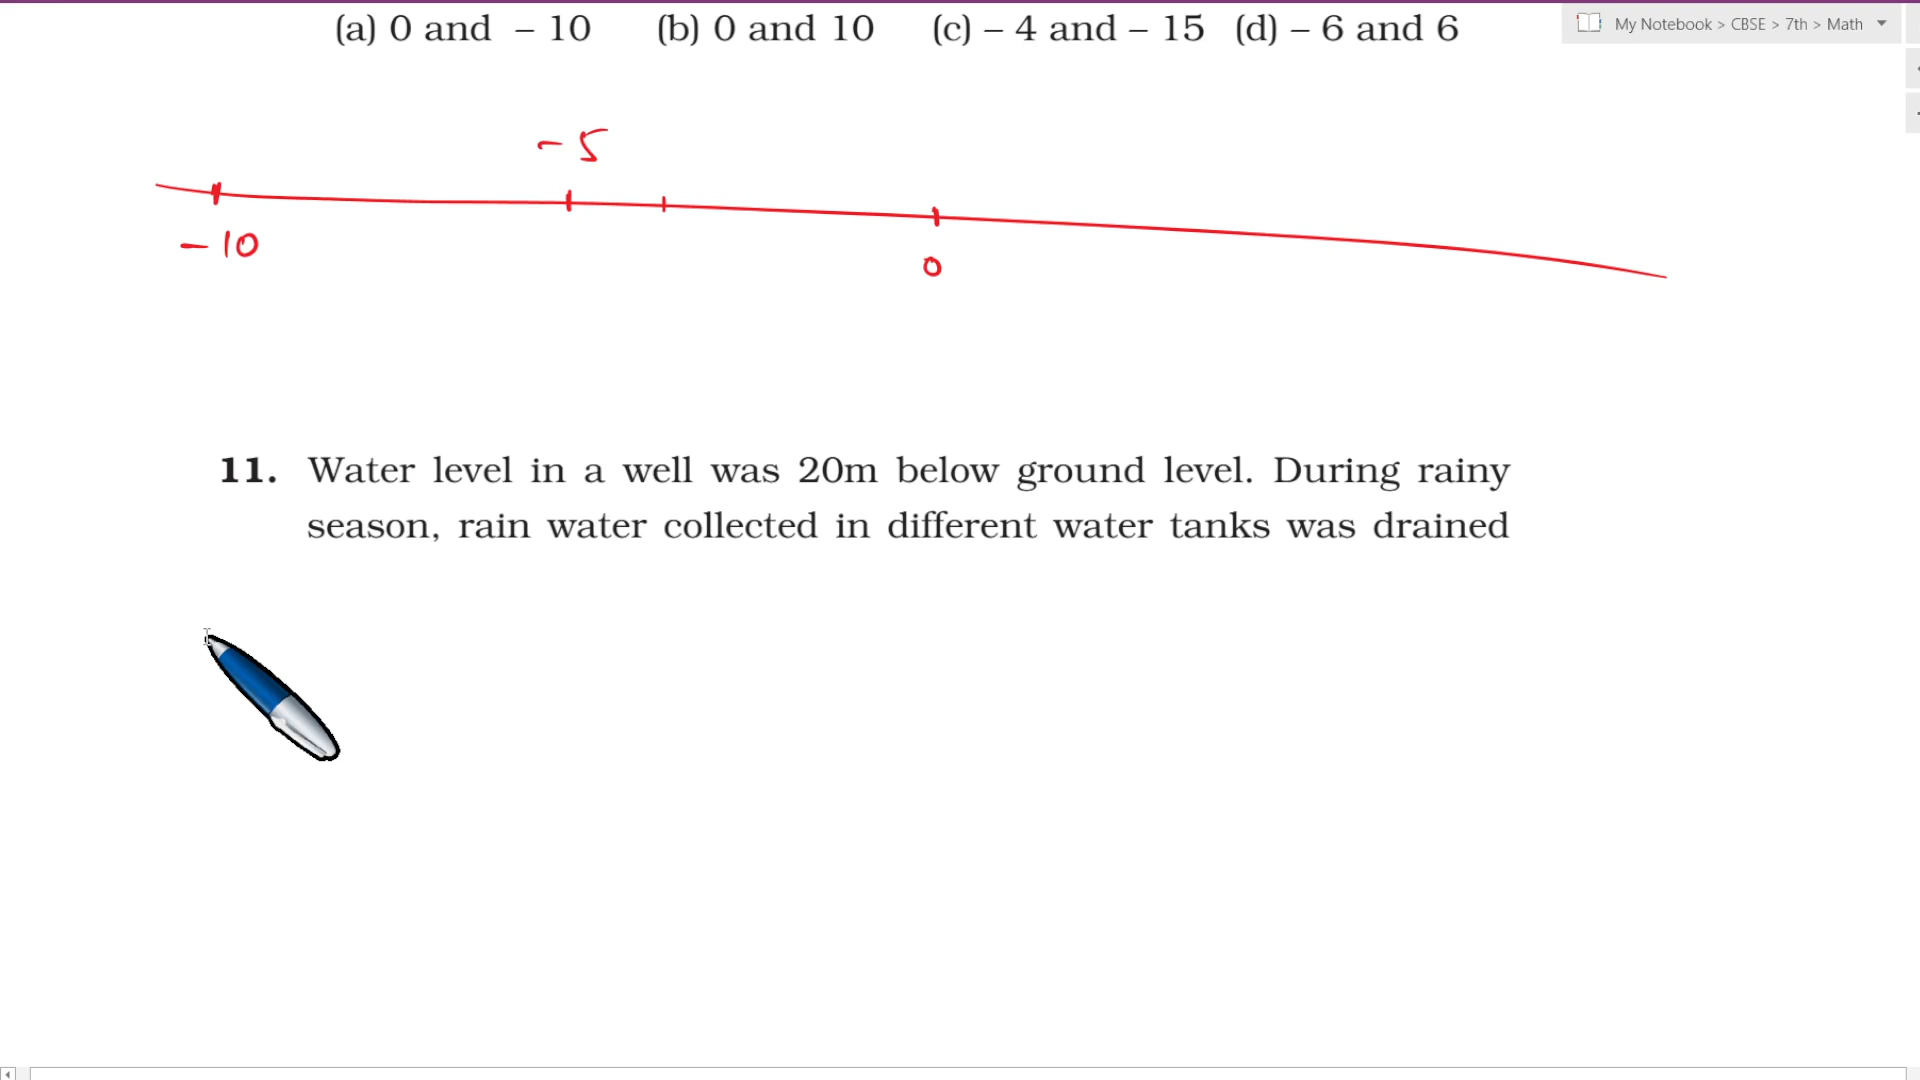 (a) 0 and – 10 (b) 0 and 10 (c) – 4 and – 15 (d) – 6 and 6
My Notebook > CBSE > 7th > Math
– 5
– 10
0
11. Water level in a well was 20m below ground level. During rainy
season, rain water collected in different water tanks was drained